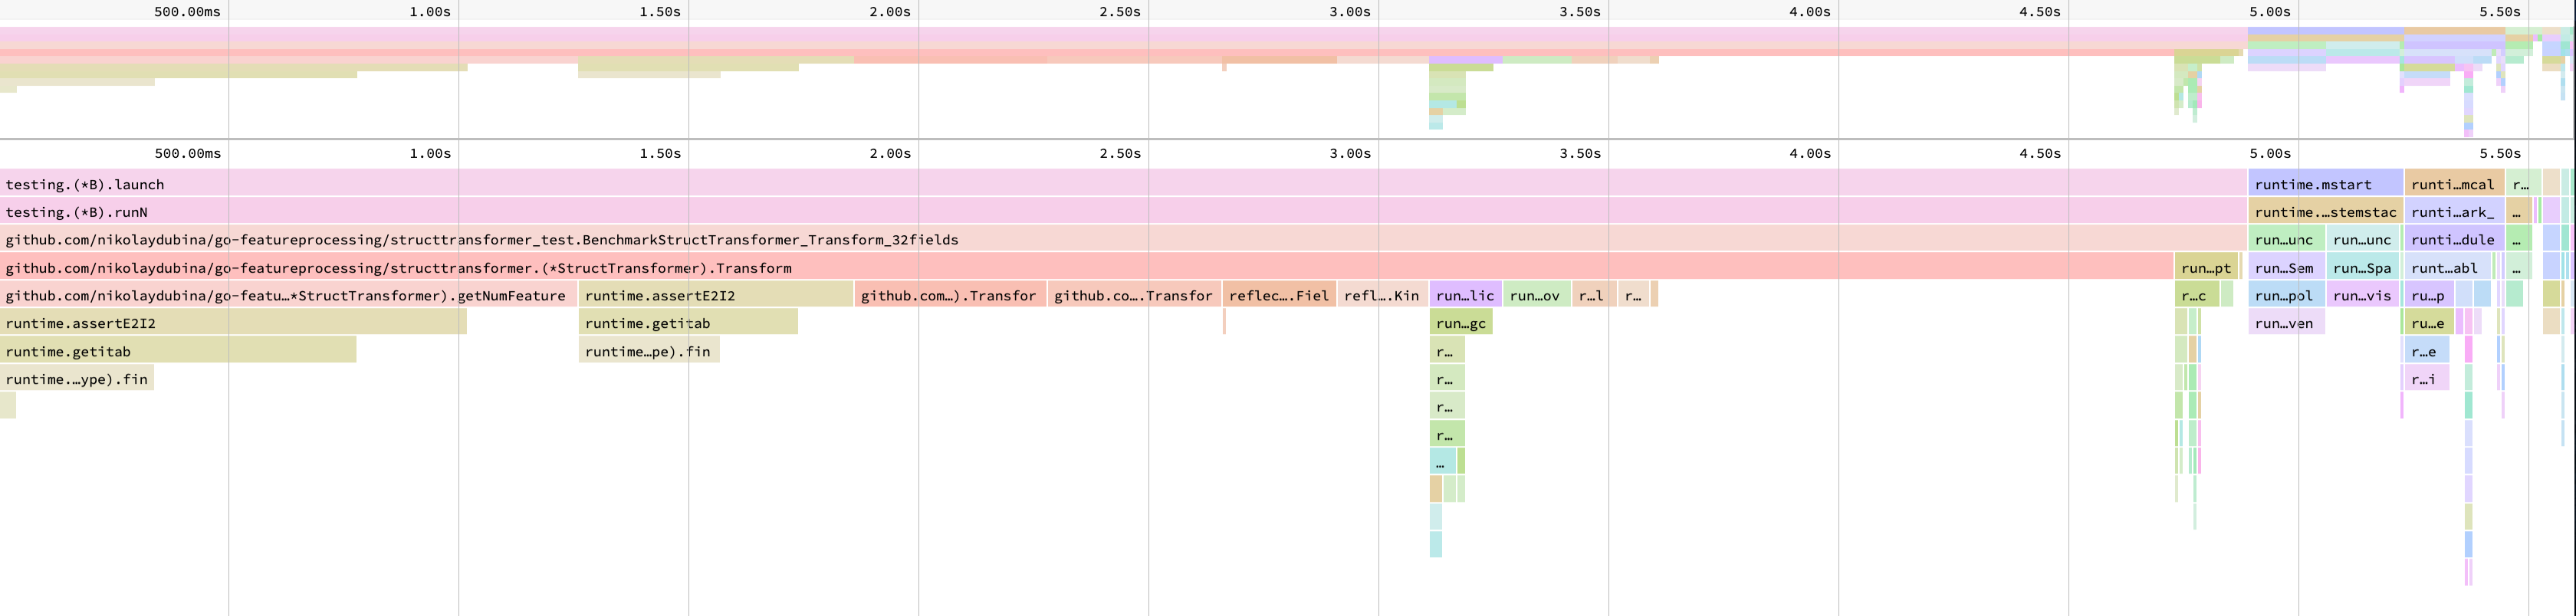 500.00ms 1.00s 1.50s 2.00s 2.50s 3.00s 3.50s 4.00s 4.50s 5.00s 5.50s
500.00ms 1.00s 1.50s 2.00s 2.50s 3.00s 3.50s 4.00s 4.50s 5.00s 5.50s
testing.(*B).launch runtime.mstart runti…mcal r…
testing.(*B).runN runtime.…stemstac runti…ark_ …
github.com/nikolaydubina/go-featureprocessing/structtransformer_test.BenchmarkStructTransformer_Transform_32fields run…unc run…unc runti…dule …
github.com/nikolaydubina/go-featureprocessing/structtransformer.(*StructTransformer).Transform run…pt run…Sem run…Spa runt…abl …
github.com/nikolaydubina/go-featu…*StructTransformer).getNumFeature runtime.assertE2I2 github.com…).Transfor github.co….Transfor reflec….Fiel refl….Kin run…lic run…ov r…l r… r…c run…pol run…vis ru…p
runtime.assertE2I2 runtime.getitab run…gc run…ven ru…e
runtime.getitab runtime…pe).fin r… r…e
runtime.…ype).fin r… r…i
r…
r…
…